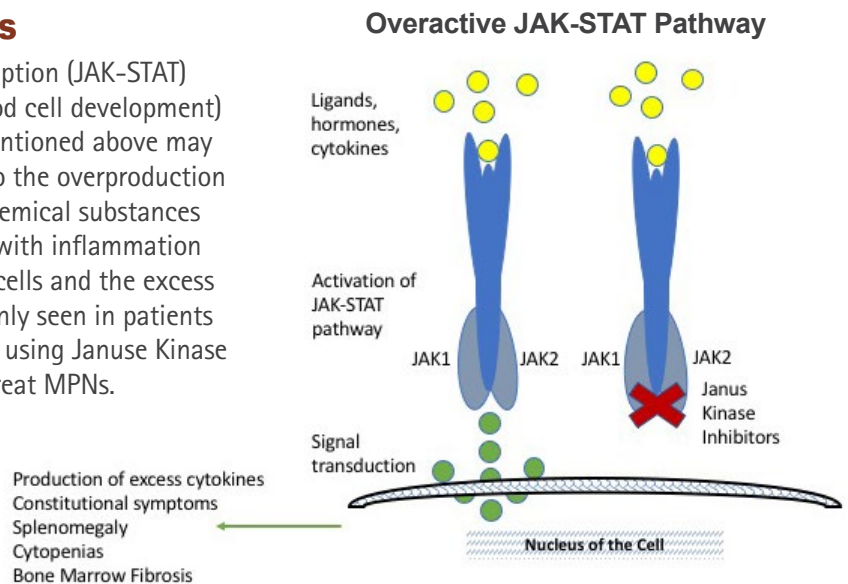 s
Overactive JAK-STAT Pathway
ption (JAK-STAT)
od cell development)
ntioned above may
o the overproduction
emical substances
with inflammation
cells and the excess
nly seen in patients
using Januse Kinase
reat MPNs.
Ligands,
hormones,
cytokines
Activation of
JAK-STAT
pathway
JAK1
JAK2
JAK1
JAK2
Janus
Kinase
Inhibitors
Signal
transduction
Production of excess cytokines
Constitutional symptoms
Splenomegaly
Cytopenias
Bone Marrow Fibrosis
Nucleus of the Cell